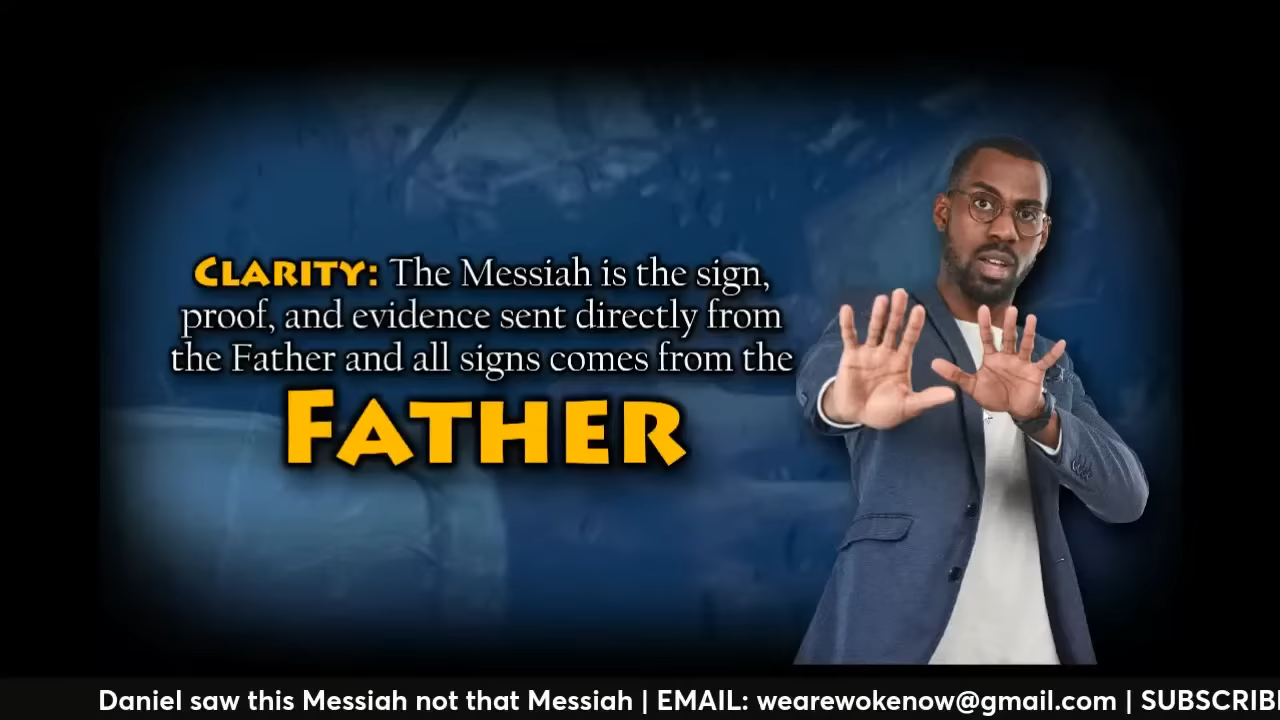 CLARITY: The Messiah is the sign,
proof, and evidence sent directly from
the Father and all signs comes from the
FATHER
Daniel saw this Messiah not that Messiah | EMAIL: wearewokenow@gmail.com | SUBSCRIB